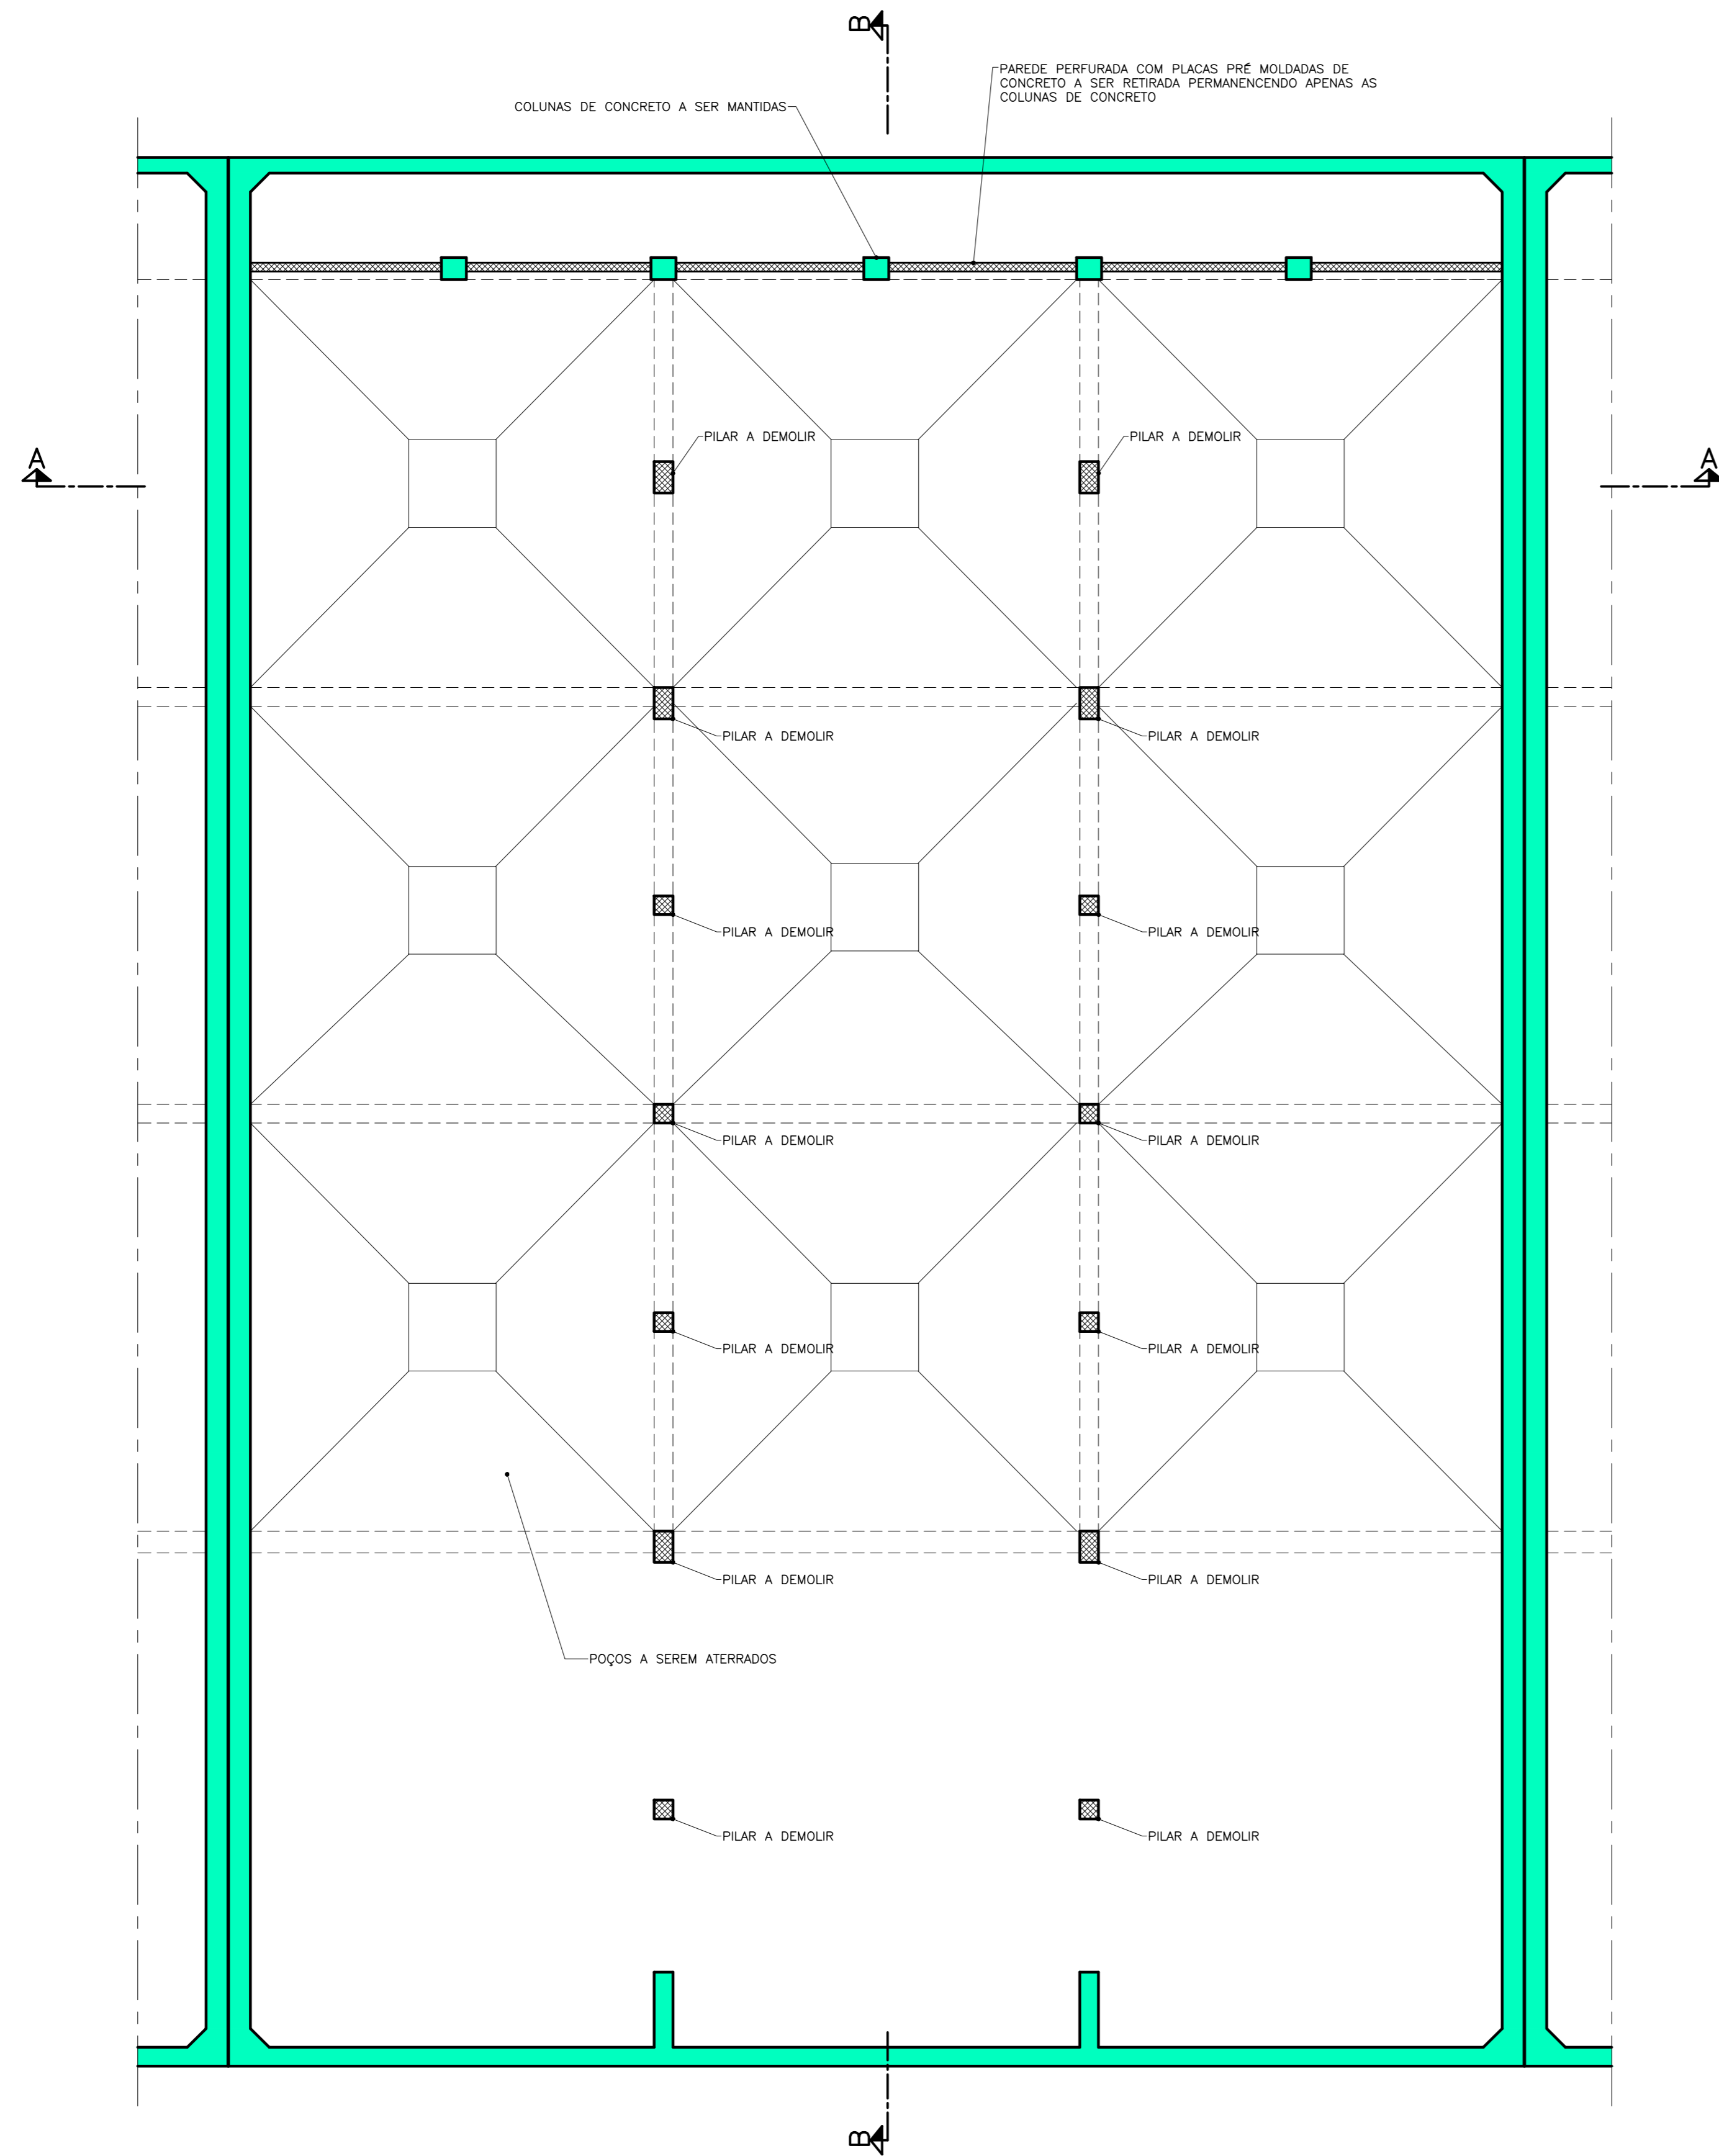 B
PAREDE PERFURADA COM PLACAS PRÉ MOLDADAS DE
CONCRETO A SER RETIRADA PERMANECENDO APENAS AS
COLUNAS DE CONCRETO
COLUNAS DE CONCRETO A SER MANTIDAS
PILAR A DEMOLIR
PILAR A DEMOLIR
A
A
PILAR A DEMOLIR
PILAR A DEMOLIR
PILAR A DEMOLIR
PILAR A DEMOLIR
PILAR A DEMOLIR
PILAR A DEMOLIR
PILAR A DEMOLIR
PILAR A DEMOLIR
PILAR A DEMOLIR
PILAR A DEMOLIR
POÇOS A SEREM ATERRADOS
PILAR A DEMOLIR
PILAR A DEMOLIR
B